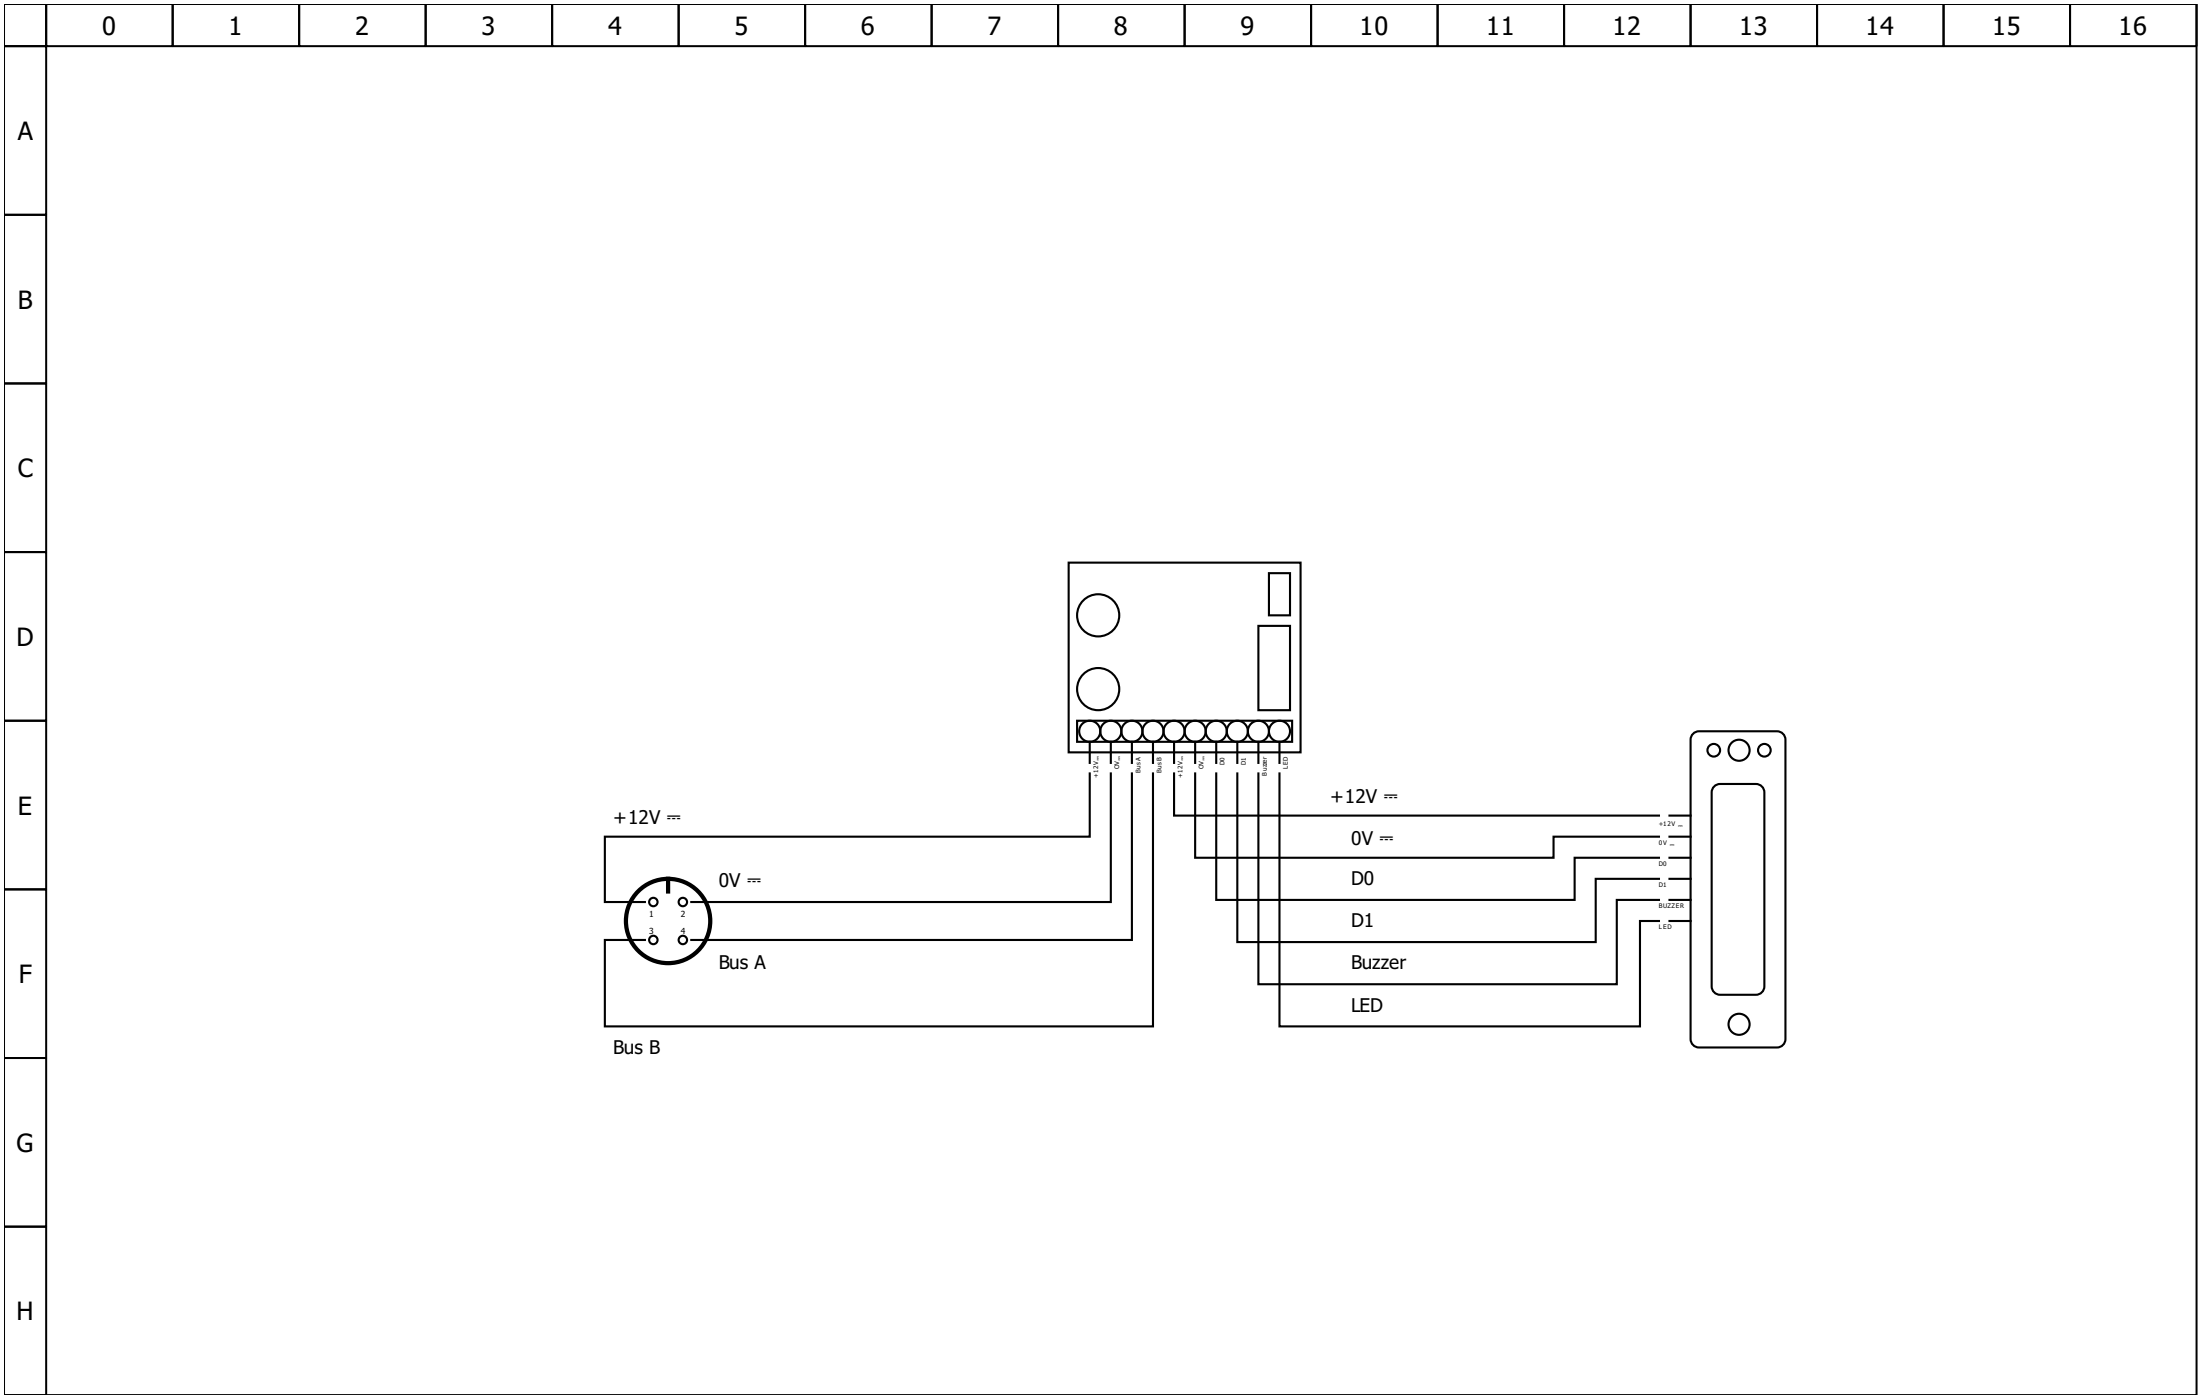 0 1 2 3 4 5 6 7 8 9 10 11 12 13 14 15 16
A
B
C
D
E
F
G
H
+12V ⎓
0V ⎓
BusA
BusB
+12V ⎓
0V ⎓
D0
D1
Buzzer
LED
+12V ⎓
0V ⎓
1 2
3 4
Bus A
Bus B
+12V ⎓
0V ⎓
D0
D1
Buzzer
LED
+12V ⎓
0V ⎓
D0
D1
BUZZER
LED